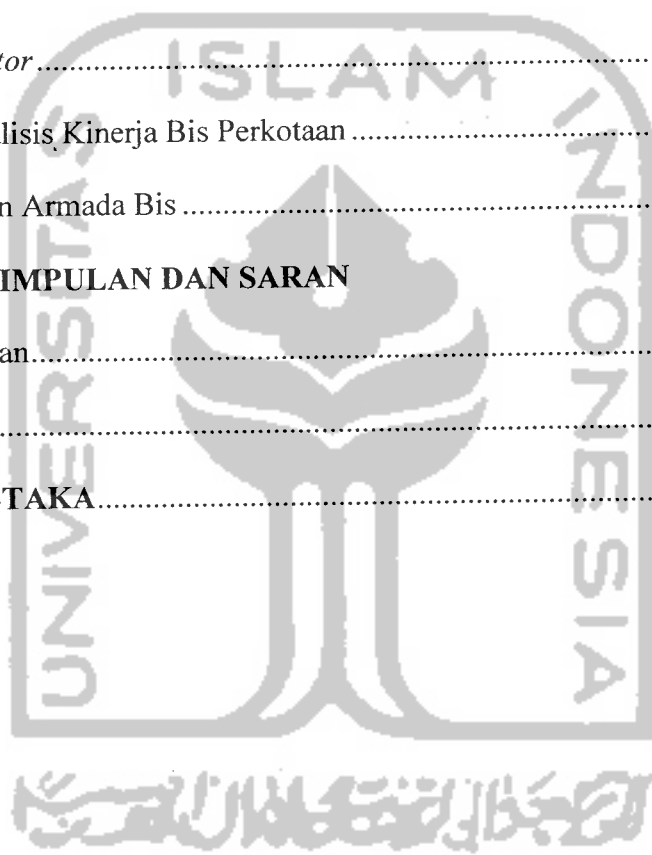 tor........................................................................
lisis Kinerja Bis Perkotaan........................................
n Armada Bis............................................................
IMPULAN DAN SARAN
an..........................................................................
................................................................................
TAKA.....................................................................
ISLAM
UNIVERSITAS
INDONESIA